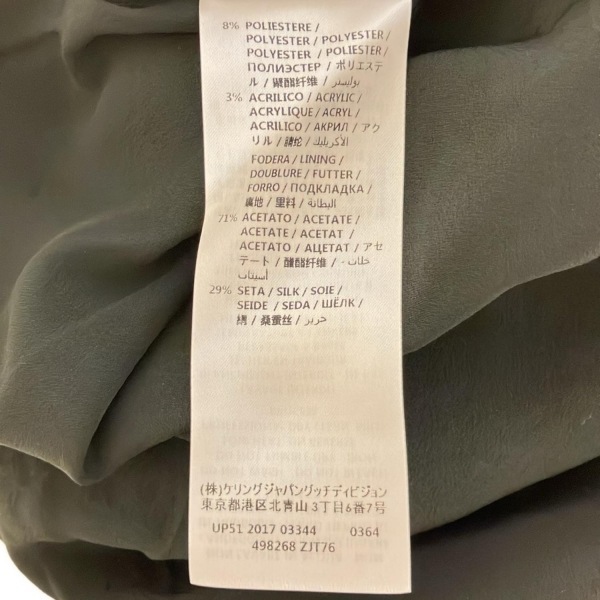 8% POLIESTERE /
POLYESTER / POLYESTER /
POLYESTER / POLIESTER /
ПОЛИЭСТЕР / ポリエステ
ル / 聚酯纤维 / بوليستر
3% ACRILICO / ACRYLIC /
ACRYLIQUE / ACRYL /
ACRILICO / АКРИЛ / アク
リル / 腈纶 / الأكريليك
FODERA / LINING /
DOUBLURE / FUTTER /
FORRO / ПОДКЛАДКА /
裏地 / 里料 / البطانة
71% ACETATO / ACETATE /
ACETATE / ACETAT /
ACETATO / АЦЕТАТ / アセ
テート / 醋酯纤维 / خلات -
أسيتات
29% SETA / SILK / SOIE /
SEIDE / SEDA / ШЁЛК /
絹 / 桑蚕丝 / حرير
(株)ケリングジャパングッチディビジョン
東京都港区北青山3丁目6番7号
UP51 2017 03344 0364
498268 ZJT76